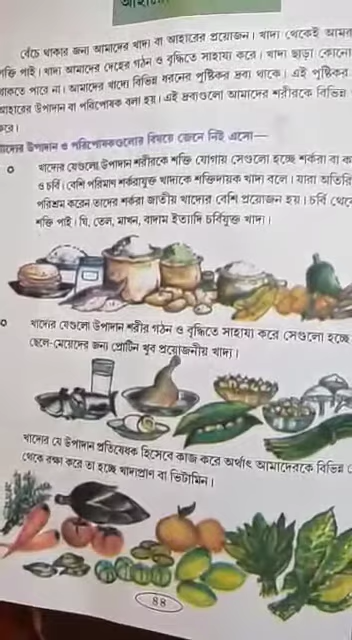 বেঁচে থাকার জন্য আমাদের খাদ্য বা আহারের প্রয়োজন। খাদ্য থেকেই আমরা
শক্তি পাই। খাদ্য আমাদের দেহের গঠন ও বৃদ্ধিতে সাহায্য করে। খাদ্য ছাড়া কোনো
থাকতে পারে না। আমাদের খাদ্যে বিভিন্ন ধরনের পুষ্টিকর দ্রব্য থাকে। এই পুষ্টিকর
আহারের উপাদান বা পরিপোষক বলা হয়। এই দ্রব্যগুলো আমাদের শরীরকে বিভিন্ন
করে।
খাদ্যের উপাদান ও পরিপোষকগুলোর বিষয়ে জেনে নিই এসো—
খাদ্যের যেগুলো উপাদান শরীরকে শক্তি যোগায় সেগুলো হচ্ছে শর্করা বা
ও চর্বি। বেশি পরিমাণ শর্করাযুক্ত খাদ্যকে শক্তিদায়ক খাদ্য বলে। যারা অতিরি
পরিশ্রম করেন তাদের শর্করা জাতীয় খাদ্যের বেশি প্রয়োজন হয়। চর্বি থেকে
শক্তি পাই। ঘি, তেল, মাখন, বাদাম ইত্যাদি চর্বিযুক্ত খাদ্য।
খাদ্যের যেগুলো উপাদান শরীর গঠন ও বৃদ্ধিতে সাহায্য করে সেগুলো হচ্ছে
ছেলে-মেয়েদের জন্য প্রোটিন খুব প্রয়োজনীয় খাদ্য।
খাদ্যের যে উপাদান প্রতিষেধক হিসেবে কাজ করে অর্থাৎ আমাদেরকে বিভিন্ন
থেকে রক্ষা করে তা হচ্ছে খাদ্যপ্রাণ বা ভিটামিন।
৪৪